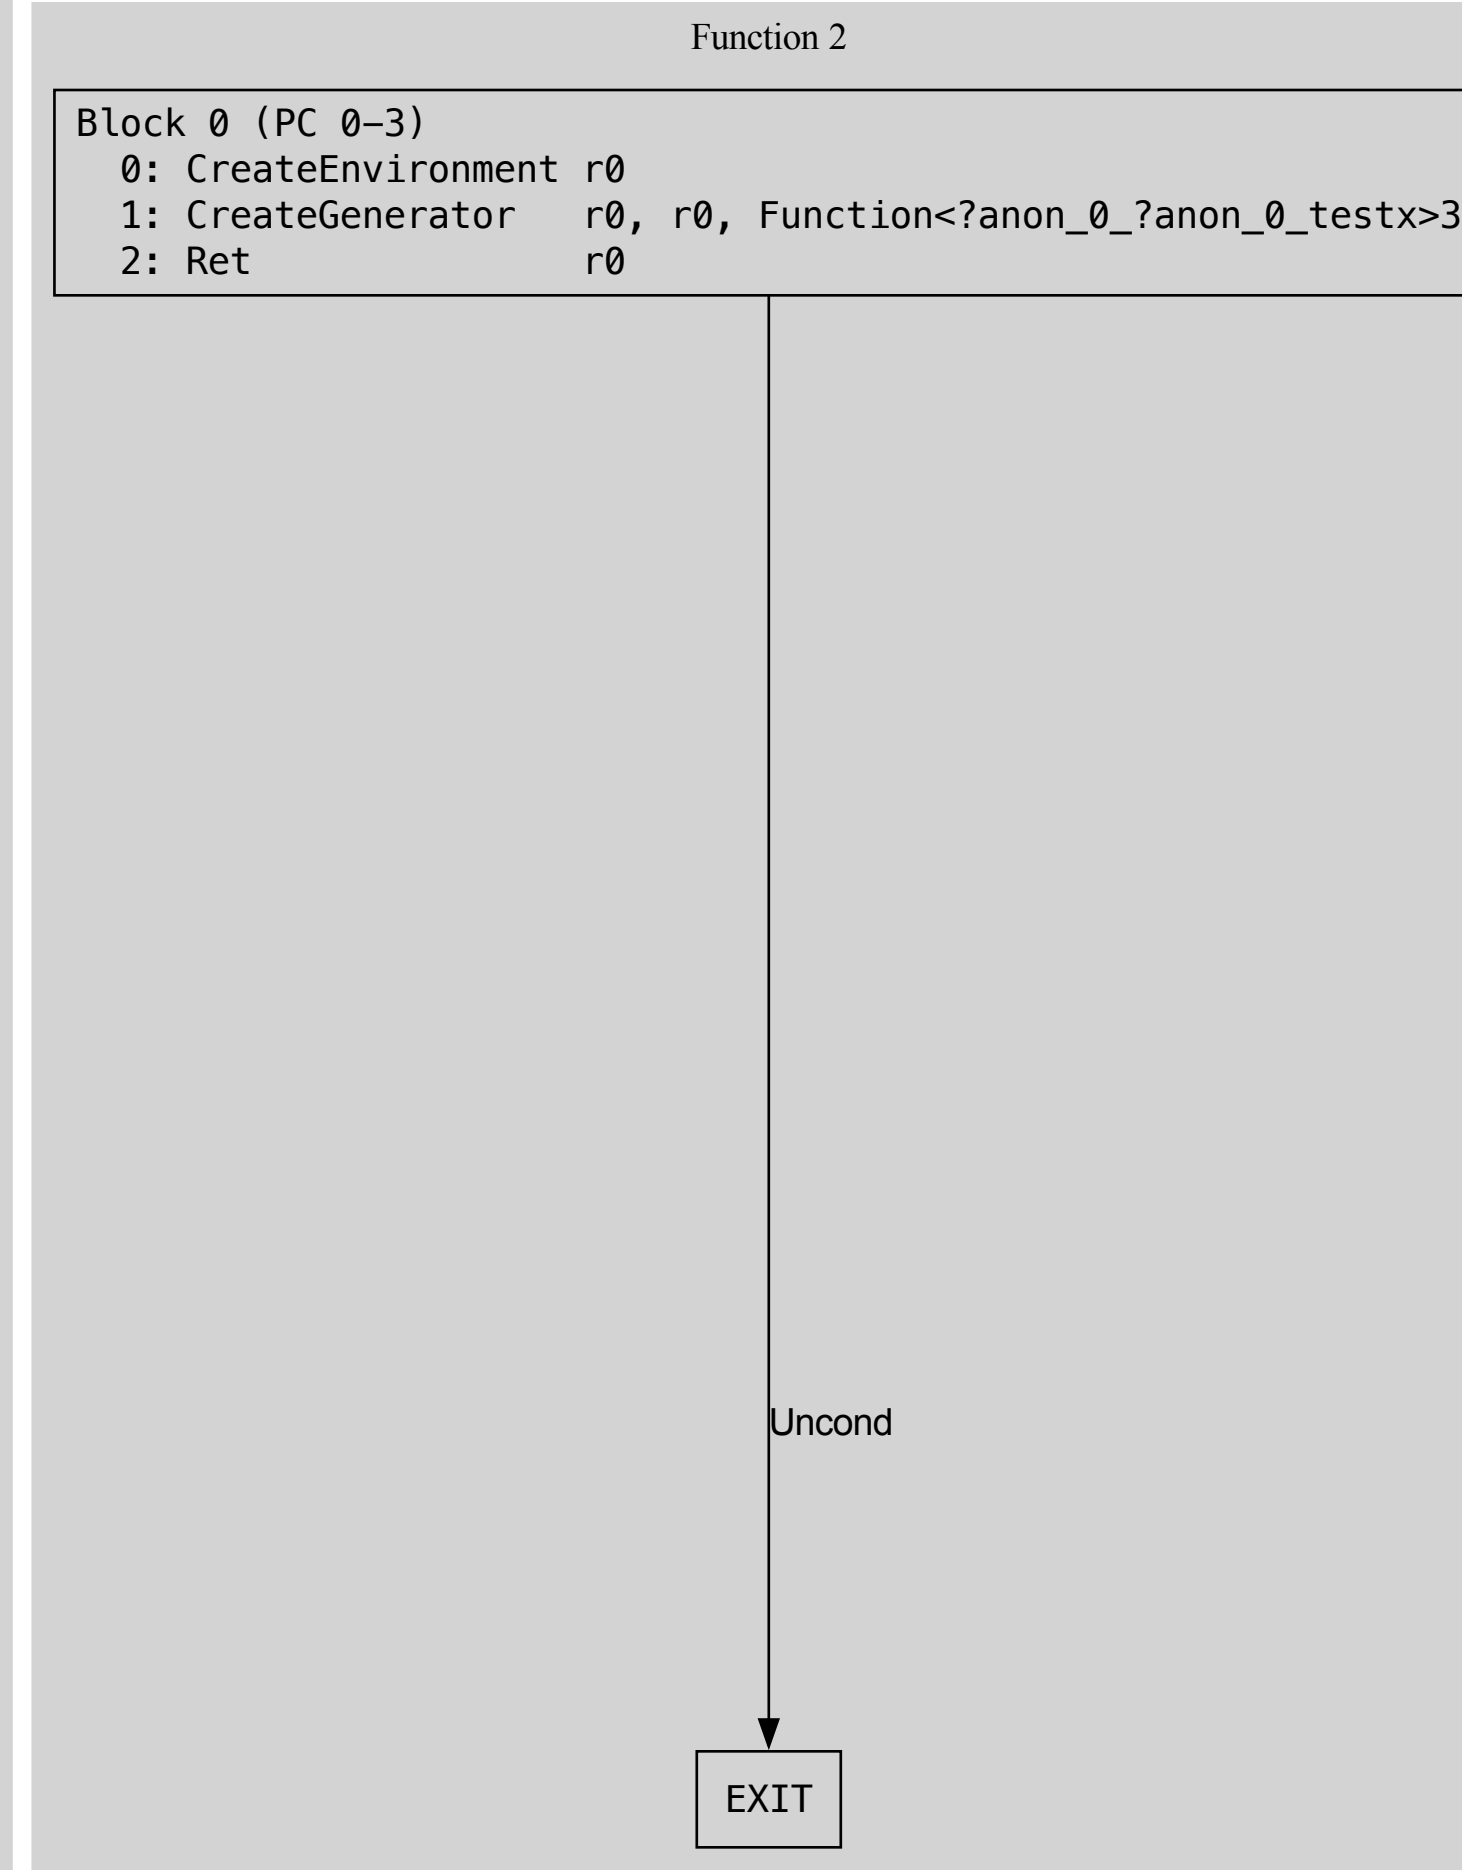 Function 2
Block 0 (PC 0–3)
0: CreateEnvironment r0
1: CreateGenerator r0, r0, Function<?anon_0_?anon_0_testx>3
2: Ret r0
Uncond
EXIT